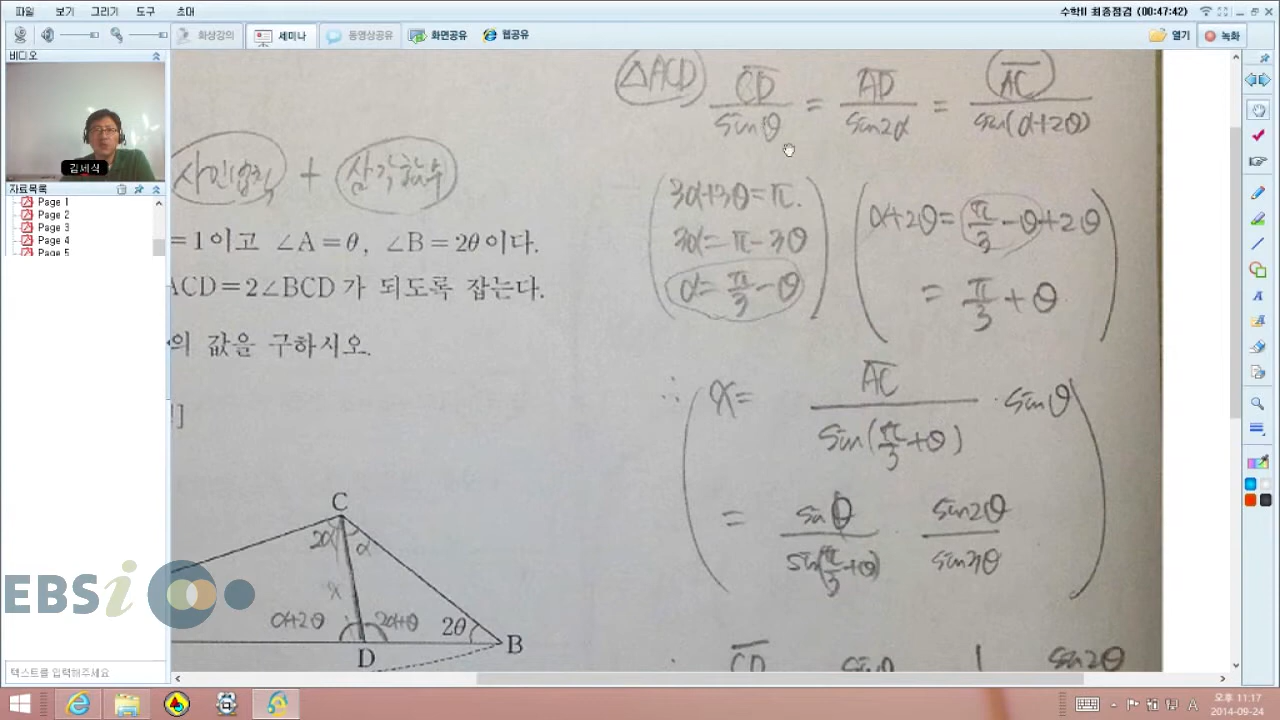 파일 보기 그리기 도구 초대
수학II 최종점검 (00:47:42)
화상강의 세미나 동영상공유 화면공유 웹공유
열기 녹화
비디오
김세식
자료목록
Page 1
Page 2
Page 3
Page 4
Page 5
텍스트를 입력해주세요
사인법칙 + 삼각함수
=1이고 ∠A=θ, ∠B=2θ이다.
ACD=2∠BCD가 되도록 잡는다.
의 값을 구하시오.
]
△ACD CD/sinθ = AD/sin2α = AC/sin(α+2θ)
3α+3θ=π.
3α=π-3θ
α=π/3-θ
α+2θ=π/3-θ+2θ
=π/3+θ
∴ x= AC/sin(π/3+θ) · sinθ
= sinθ/sin(π/3+θ) · sin2θ/sin3θ
CD sinθ 1 sin2θ
C
2α α
x
α+2θ 2α+θ 2θ B
D
EBSi
오후 11:17
2014-09-24